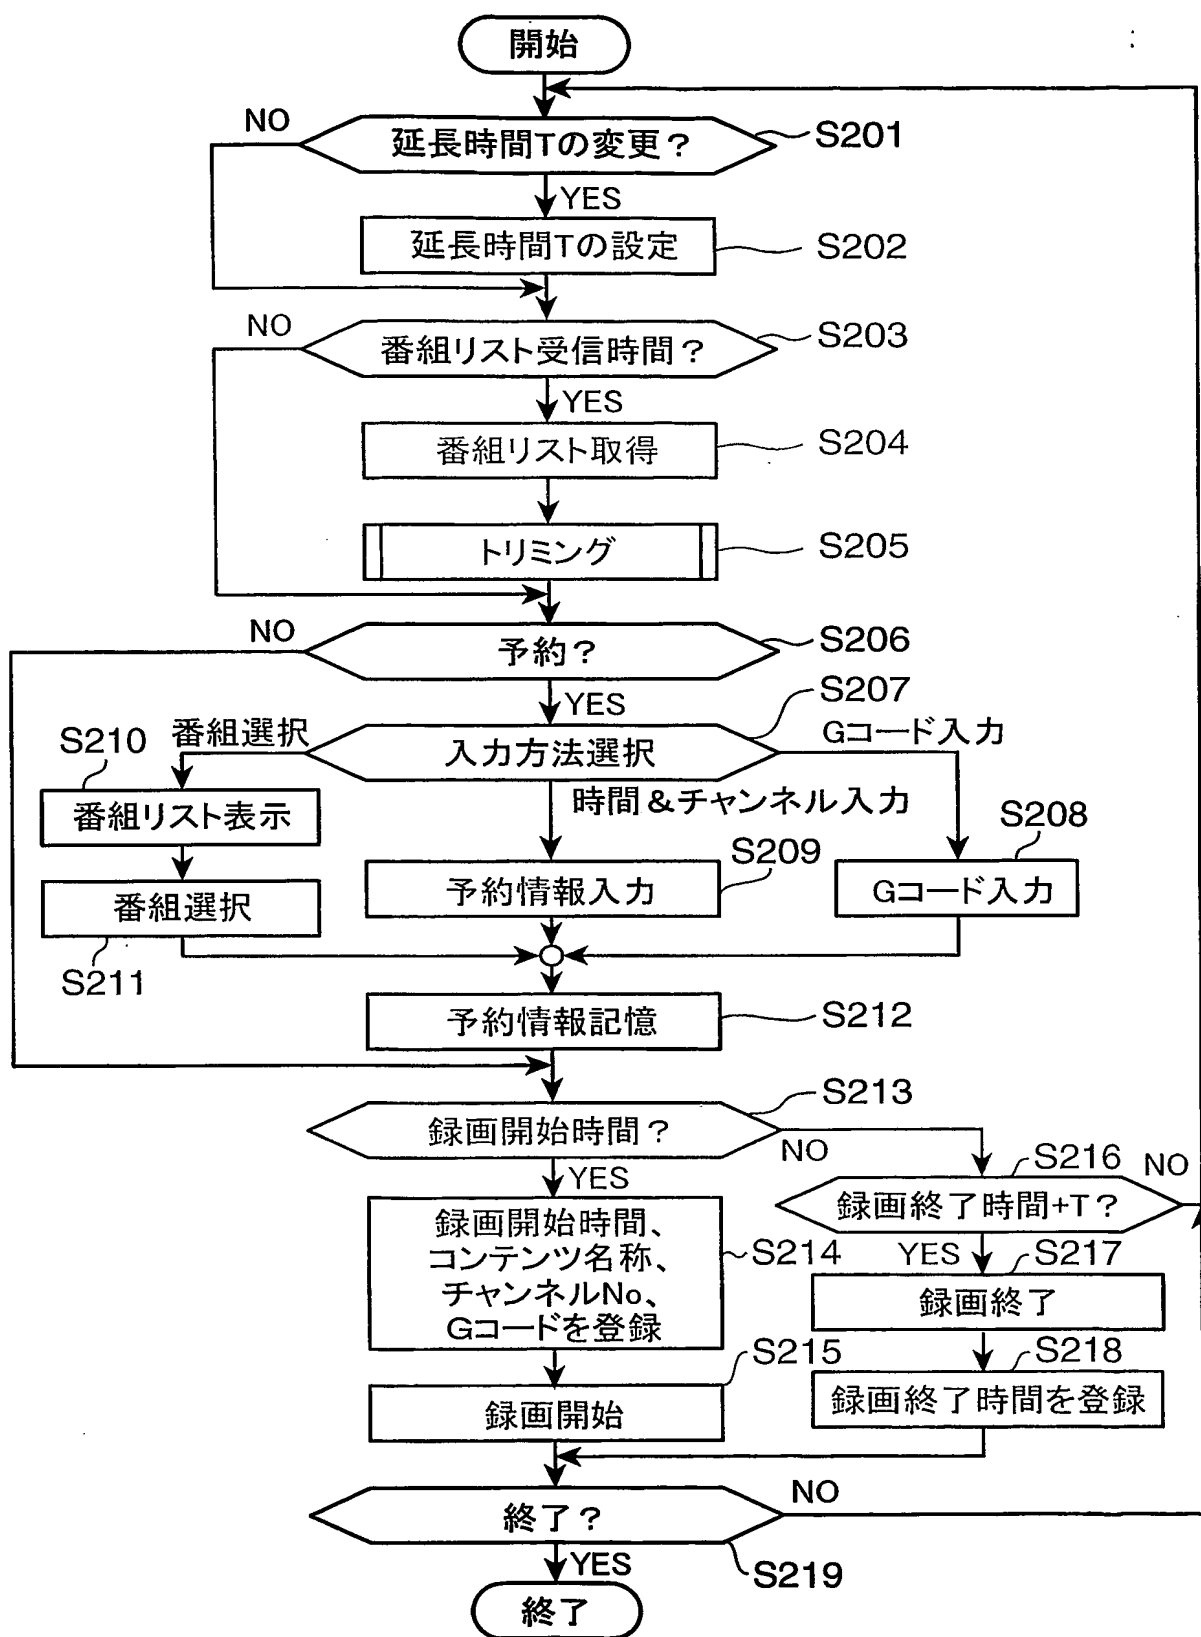 開始
NO
延長時間Tの変更？
S201
YES
延長時間Tの設定
S202
NO
番組リスト受信時間？
S203
YES
番組リスト取得
S204
トリミング
S205
NO
予約？
S206
YES
S207
S210
番組選択
入力方法選択
Gコード入力
番組リスト表示
時間＆チャンネル入力
S209
S208
番組選択
予約情報入力
Gコード入力
S211
予約情報記憶
S212
S213
録画開始時間？
NO
YES
S216
NO
録画終了時間+T？
録画開始時間、
コンテンツ名称、
チャンネルNo、
Gコードを登録
S214
YES
S217
録画終了
S215
S218
録画開始
録画終了時間を登録
終了？
NO
YES
S219
終了